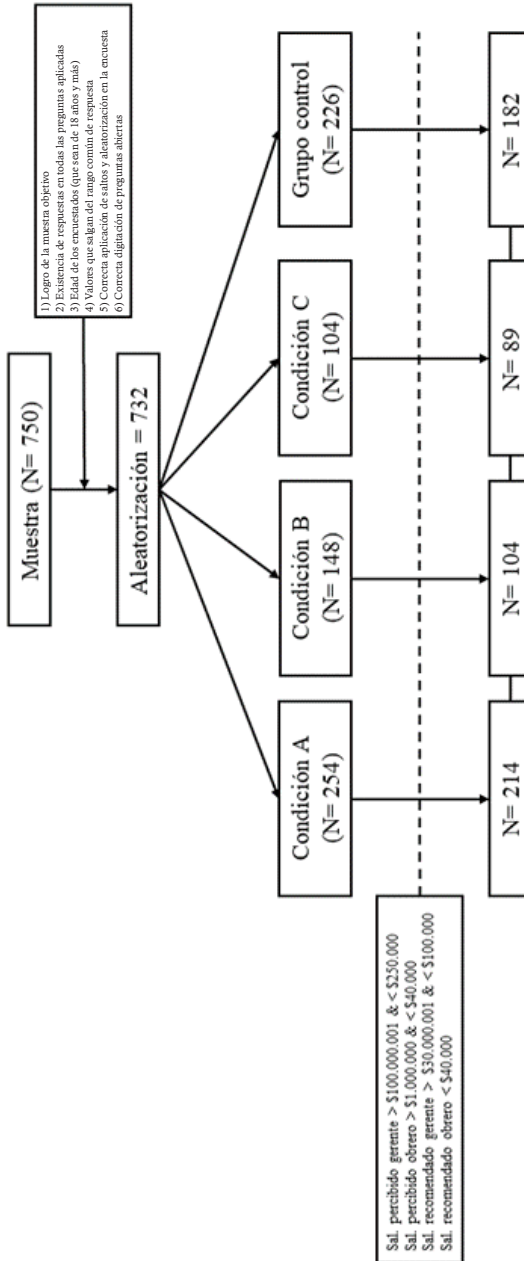 Muestra (N= 750)
1) Logro de la muestra objetivo
2) Existencia de respuestas en todas las preguntas aplicadas
3) Edad de los encuestados (que sean de 18 años y más)
4) Valores que salgan del rango común de respuesta
5) Correcta aplicación de saltos y aleatorización en la encuesta
6) Correcta digitación de preguntas abiertas
Aleatorización = 732
Condición A
(N= 254)
Condición B
(N= 148)
Condición C
(N= 104)
Grupo control
(N= 226)
Sal. percibido gerente > $100.000.001 & < $250.000
Sal. percibido obrero > $1.000.000 & < $40.000
Sal. recomendado gerente > $30.000.001 & < $100.000
Sal. recomendado obrero < $40.000
N= 214
N= 104
N= 89
N= 182